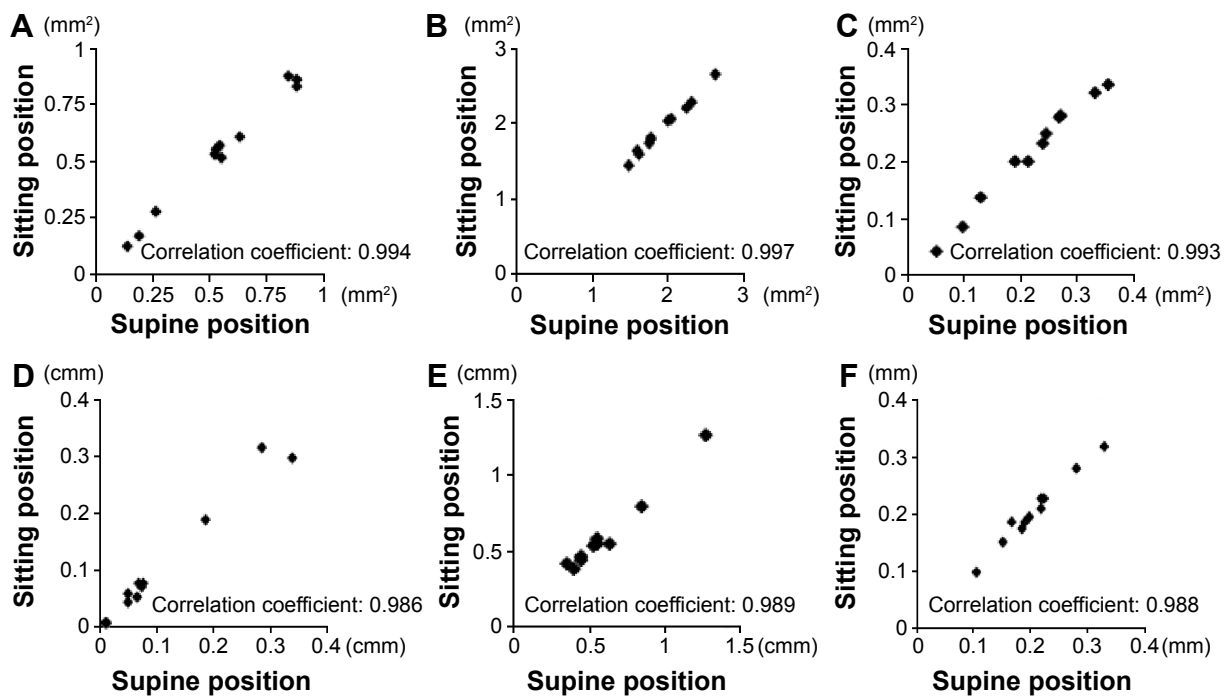 A (mm²)
Sitting position
1
0.75
0.5
0.25
0
Correlation coefficient: 0.994
0 0.25 0.5 0.75 1 (mm²)
Supine position
B (mm²)
Sitting position
3
2
1
0
Correlation coefficient: 0.997
0 1 2 3 (mm²)
Supine position
C (mm²)
Sitting position
0.4
0.3
0.2
0.1
0
Correlation coefficient: 0.993
0 0.1 0.2 0.3 0.4 (mm²)
Supine position
D (cmm)
Sitting position
0.4
0.3
0.2
0.1
0
Correlation coefficient: 0.986
0 0.1 0.2 0.3 0.4 (cmm)
Supine position
E (cmm)
Sitting position
1.5
1
0.5
0
Correlation coefficient: 0.989
0 0.5 1 1.5 (cmm)
Supine position
F (mm)
Sitting position
0.4
0.3
0.2
0.1
0
Correlation coefficient: 0.988
0 0.1 0.2 0.3 0.4 (mm)
Supine position